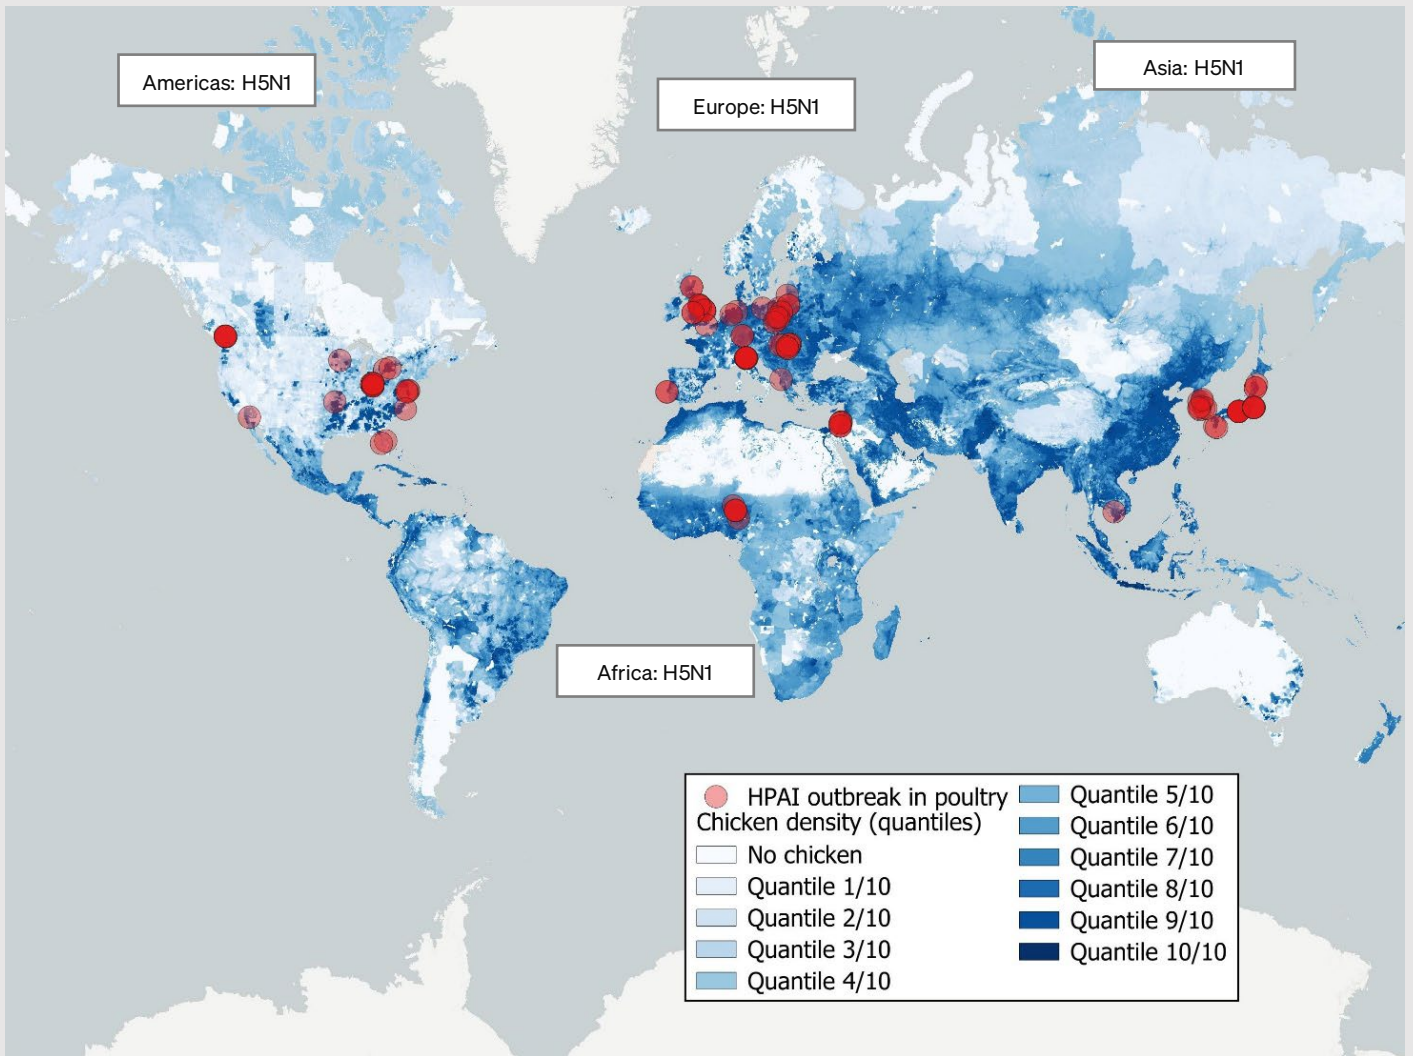 Americas: H5N1
Europe: H5N1
Asia: H5N1
Africa: H5N1
HPAI outbreak in poultry
Chicken density (quantiles)
No chicken
Quantile 1/10
Quantile 2/10
Quantile 3/10
Quantile 4/10
Quantile 5/10
Quantile 6/10
Quantile 7/10
Quantile 8/10
Quantile 9/10
Quantile 10/10